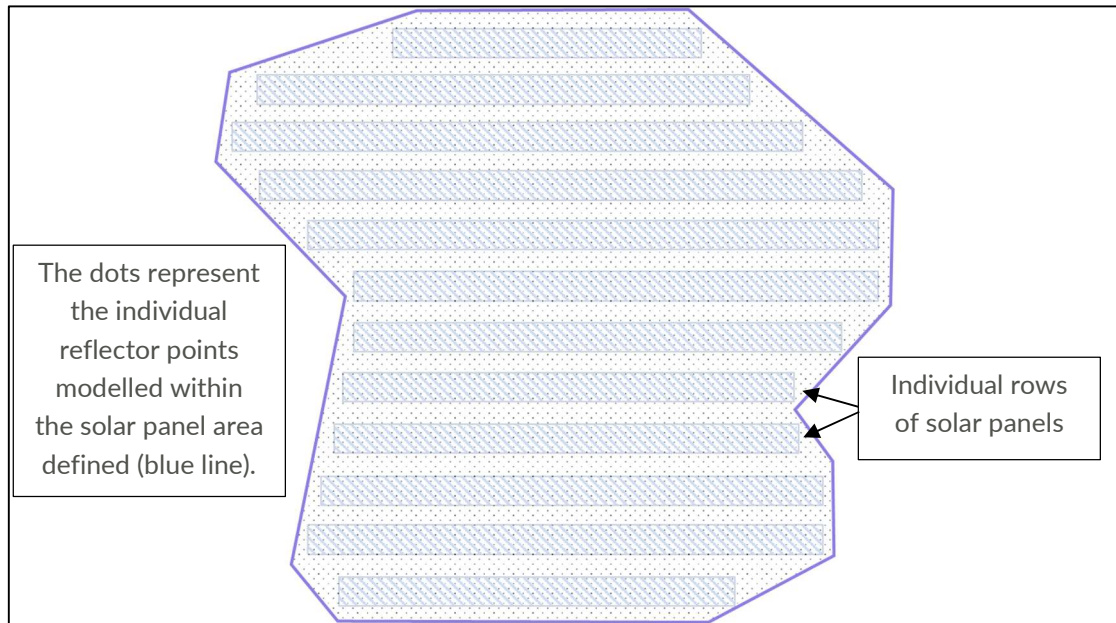 The dots represent
the individual
reflector points
modelled within
the solar panel area
defined (blue line).
Individual rows
of solar panels